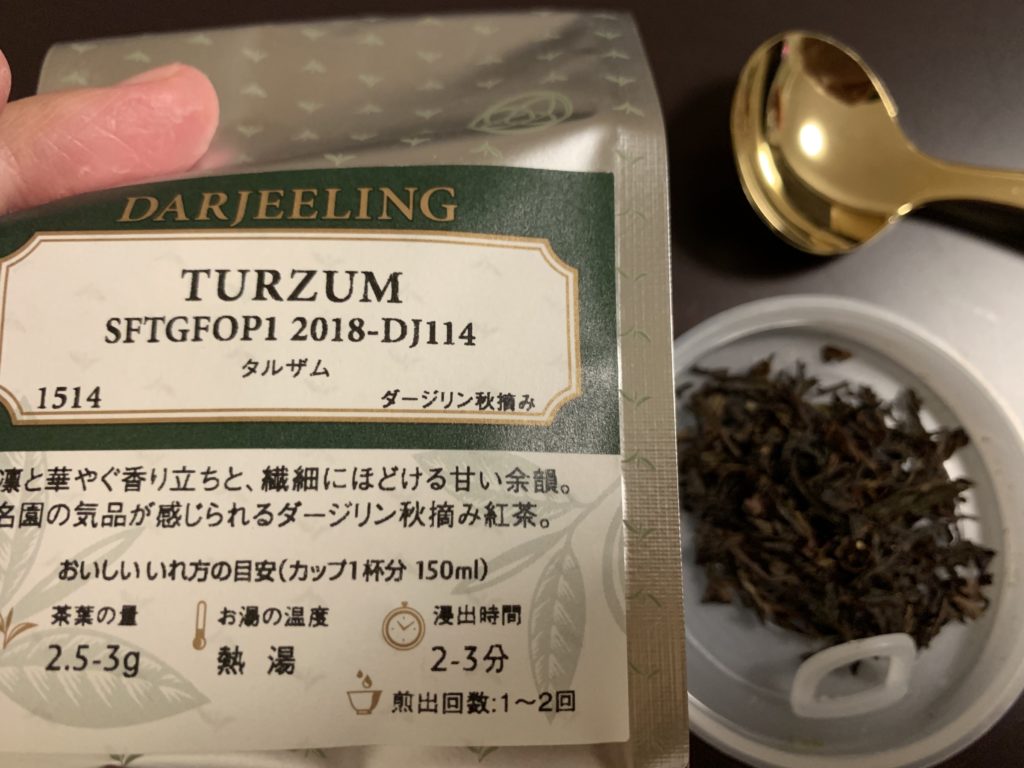 DARJEELING
TURZUM
SFTGFOP1 2018-DJ114
タルザム
1514 ダージリン秋摘み
凛と華やぐ香り立ちと、繊細にほどける甘い余韻。
名園の気品が感じられるダージリン秋摘み紅茶。
おいしいいれ方の目安(カップ1杯分 150ml)
茶葉の量 お湯の温度 浸出時間
2.5-3g 熱 湯 2-3分
煎出回数:1〜2回